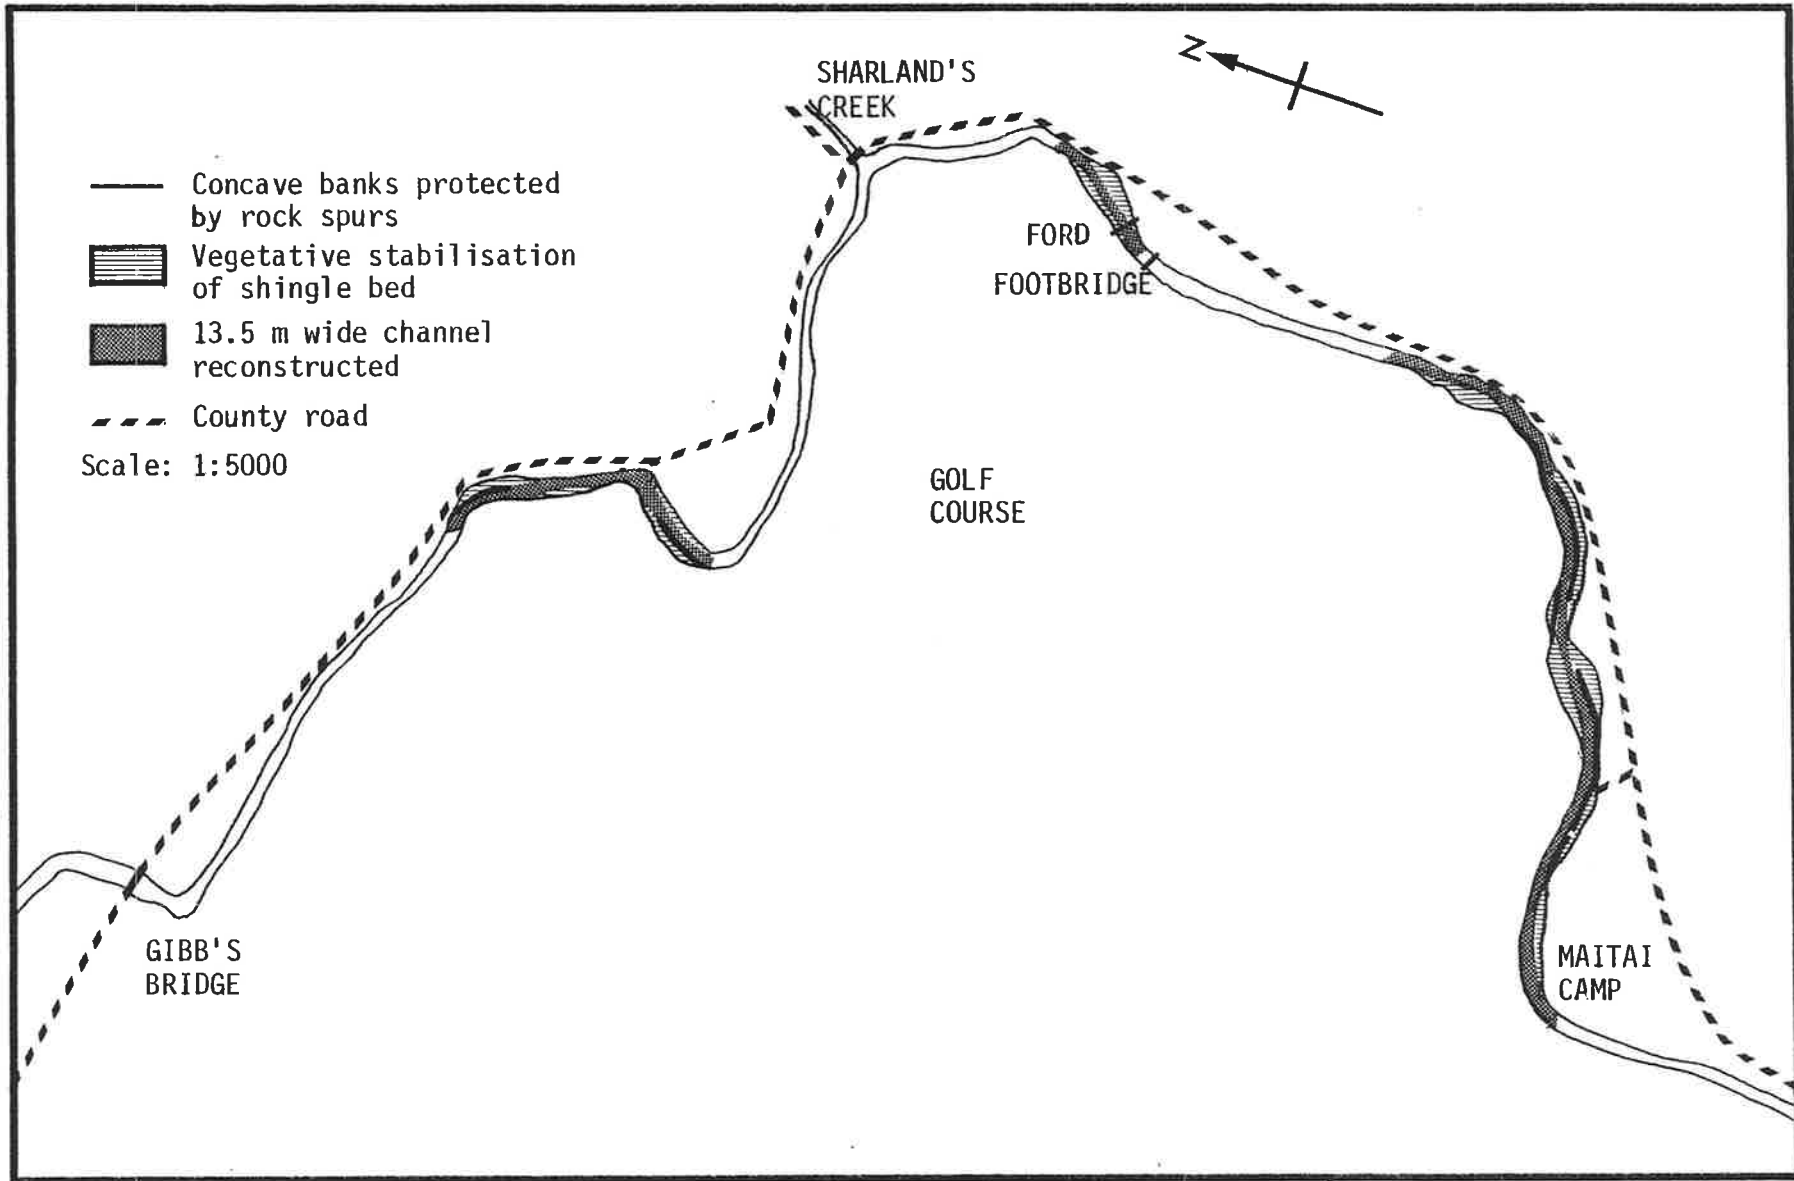 SHARLAND'S
CREEK
N
Concave banks protected
by rock spurs
Vegetative stabilisation
of shingle bed
13.5 m wide channel
reconstructed
County road
Scale: 1:5000
FORD
FOOTBRIDGE
GOLF
COURSE
GIBB'S
BRIDGE
MAITAI
CAMP